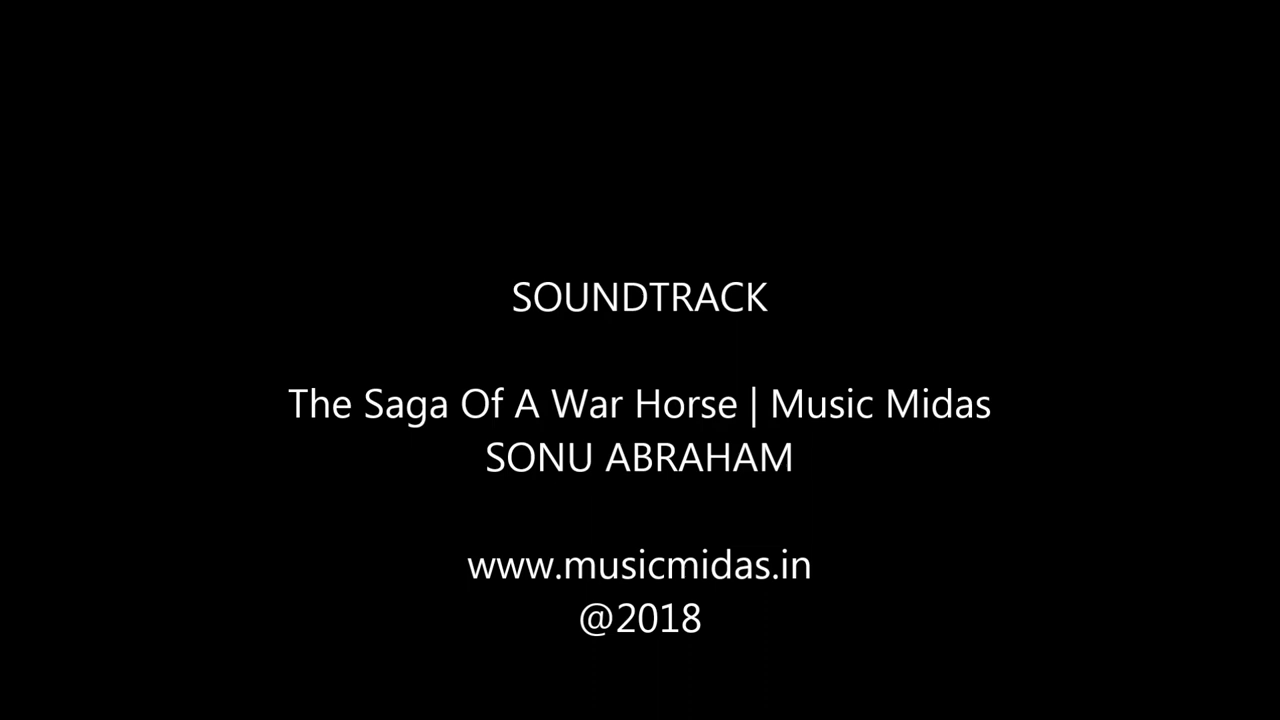 SOUNDTRACK
The Saga Of A War Horse | Music Midas
SONU ABRAHAM
www.musicmidas.in
@2018